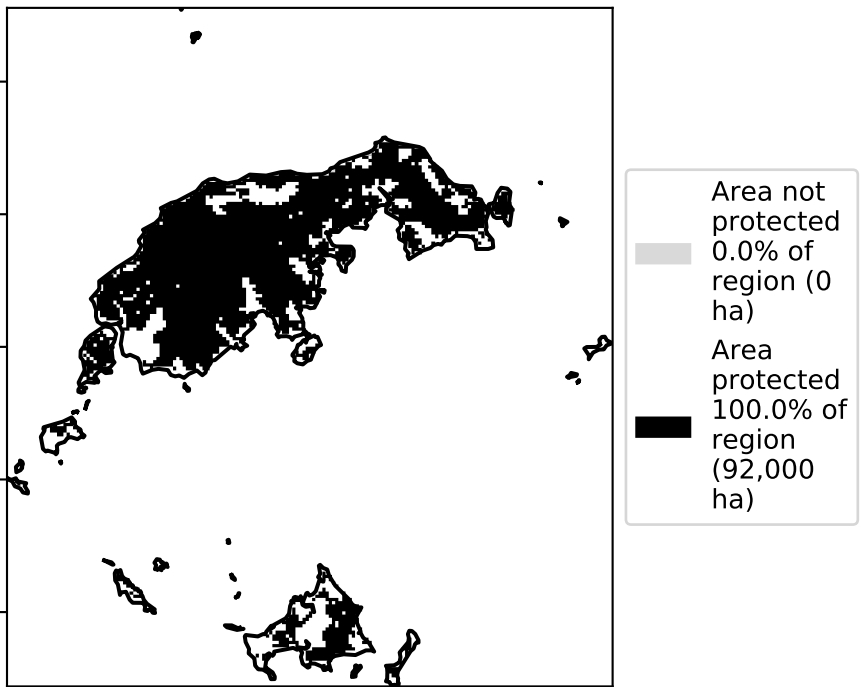 Area not
protected
0.0% of
region (0
ha)
Area
protected
100.0% of
region
(92,000
ha)